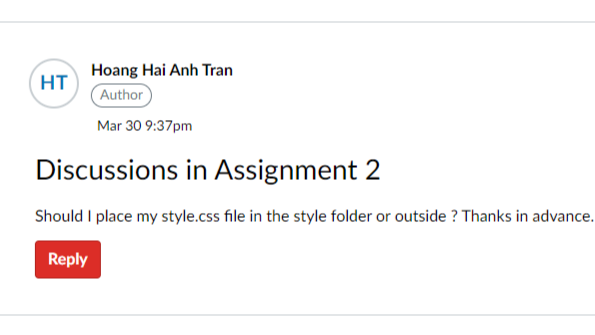 HT
Hoang Hai Anh Tran
Author
Mar 30 9:37pm
Discussions in Assignment 2
Should I place my style.css file in the style folder or outside ? Thanks in advance.
Reply